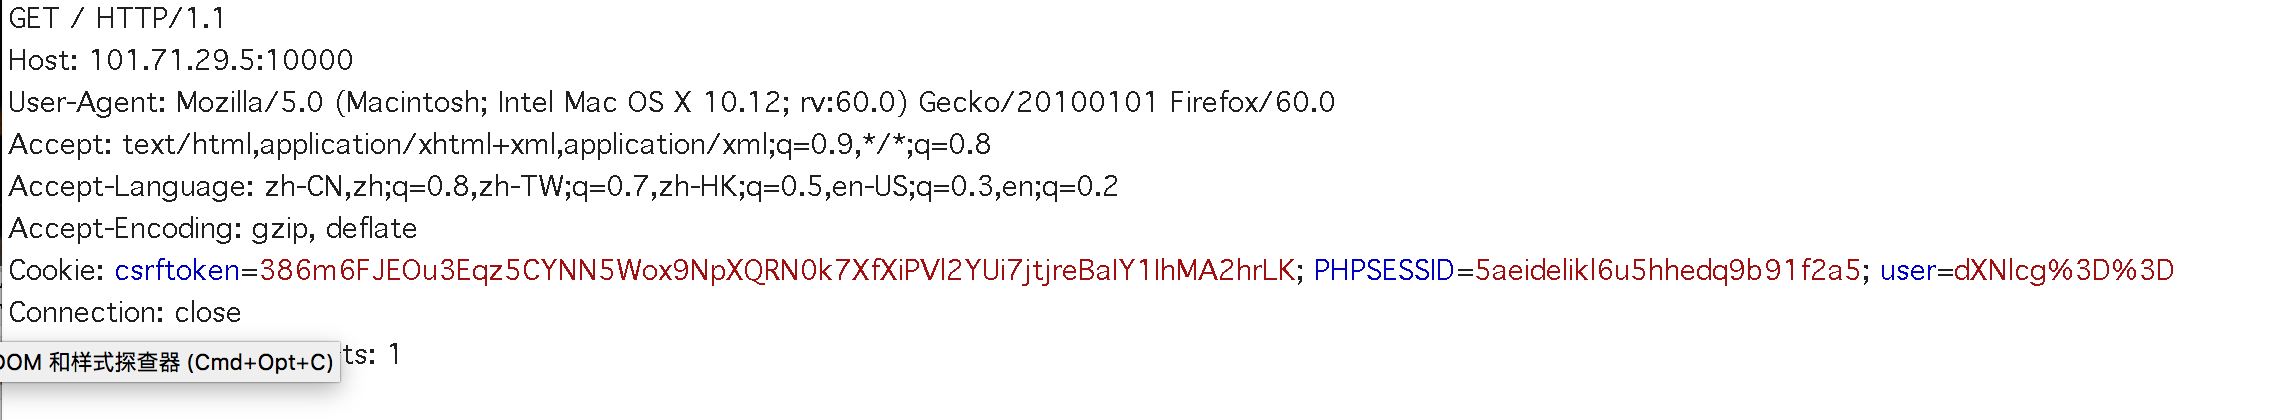 GET / HTTP/1.1
Host: 101.71.29.5:10000
User-Agent: Mozilla/5.0 (Macintosh; Intel Mac OS X 10.12; rv:60.0) Gecko/20100101 Firefox/60.0
Accept: text/html,application/xhtml+xml,application/xml;q=0.9,*/*;q=0.8
Accept-Language: zh-CN,zh;q=0.8,zh-TW;q=0.7,zh-HK;q=0.5,en-US;q=0.3,en;q=0.2
Accept-Encoding: gzip, deflate
Cookie: csrftoken=386m6FJEOu3Eqz5CYNN5Wox9NpXQRN0k7XfXiPVl2YUi7jtjreBaIY1IhMA2hrLK; PHPSESSID=5aeidelikl6u5hhedq9b91f2a5; user=dXNlcg%3D%3D
Connection: close
DOM 和样式探查器 (Cmd+Opt+C) ts: 1